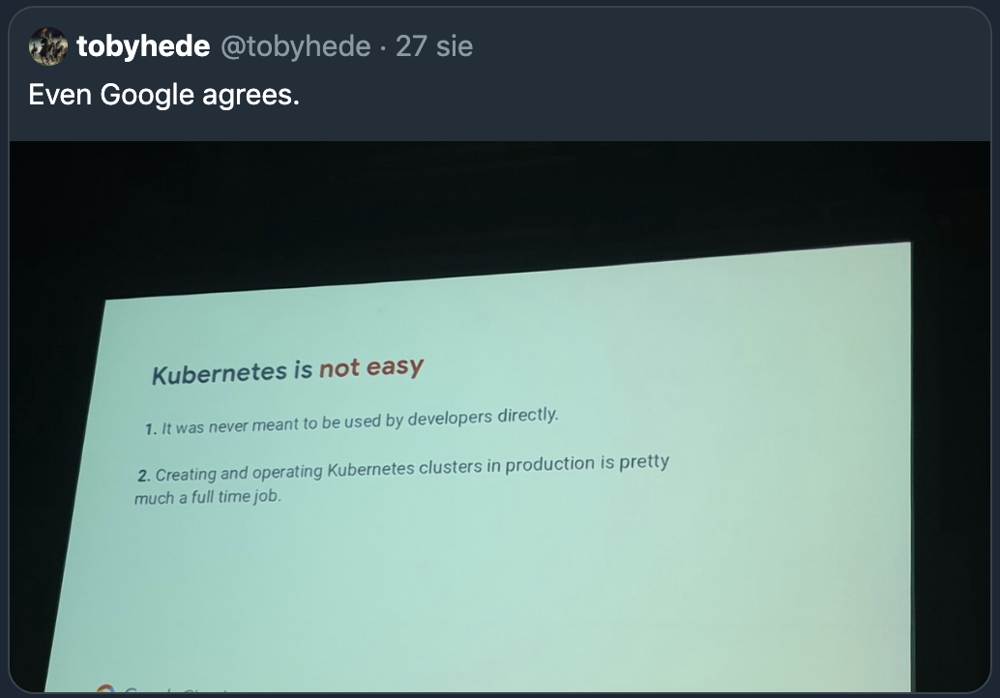 tobyhede @tobyhede · 27 sie
Even Google agrees.
Kubernetes is not easy
1. It was never meant to be used by developers directly.
2. Creating and operating Kubernetes clusters in production is pretty
much a full time job.